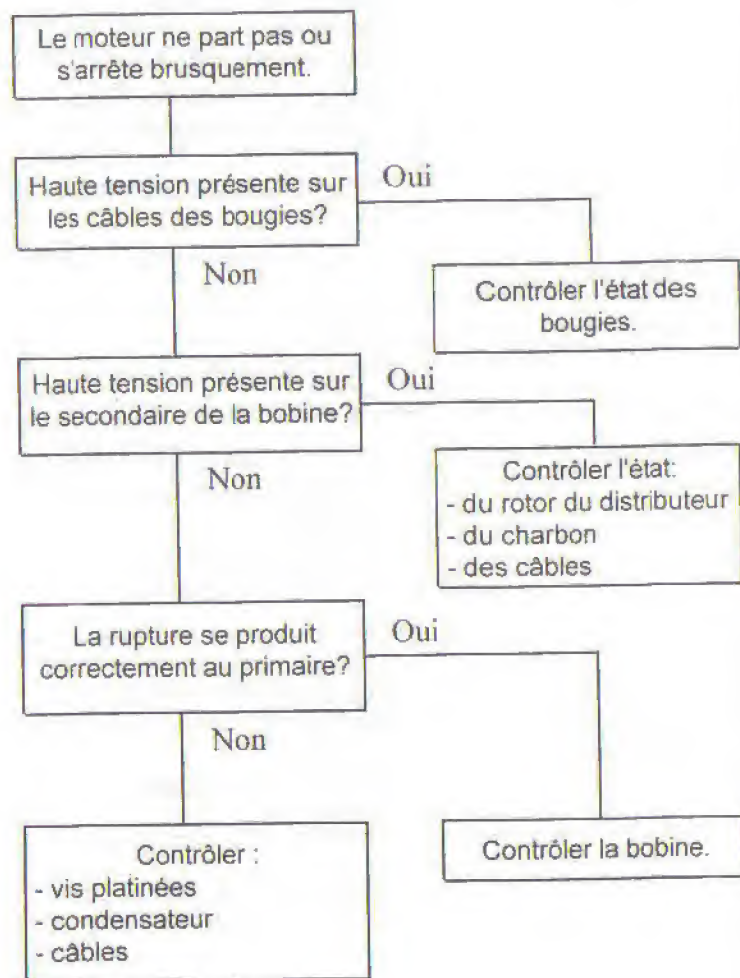 Le moteur ne part pas ou
s'arrête brusquement.
Haute tension présente sur
les câbles des bougies?
Oui
Non
Contrôler l'état des
bougies.
Haute tension présente sur
le secondaire de la bobine?
Oui
Non
Contrôler l'état:
- du rotor du distributeur
- du charbon
- des câbles
La rupture se produit
correctement au primaire?
Oui
Non
Contrôler la bobine.
Contrôler :
- vis platinées
- condensateur
- câbles